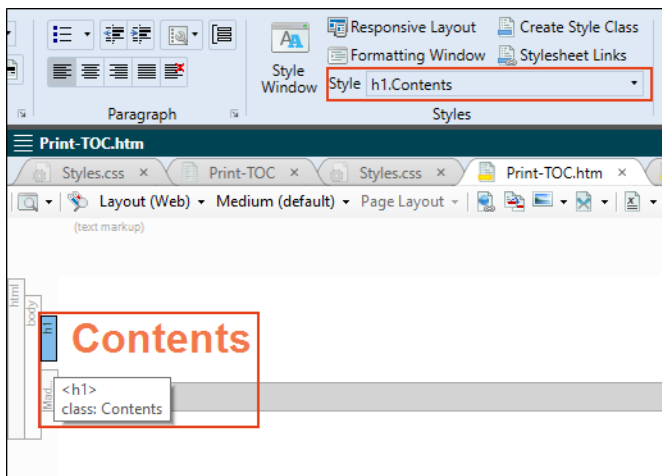 Responsive Layout Create Style Class
Formatting Window Stylesheet Links
Style
Window
Style h1.Contents
Paragraph Styles
Print-TOC.htm
Styles.css × Print-TOC × Styles.css × Print-TOC.htm ×
Layout (Web) Medium (default) Page Layout
(text markup)
html
body
h1
Contents
Mad...
<h1>
class: Contents